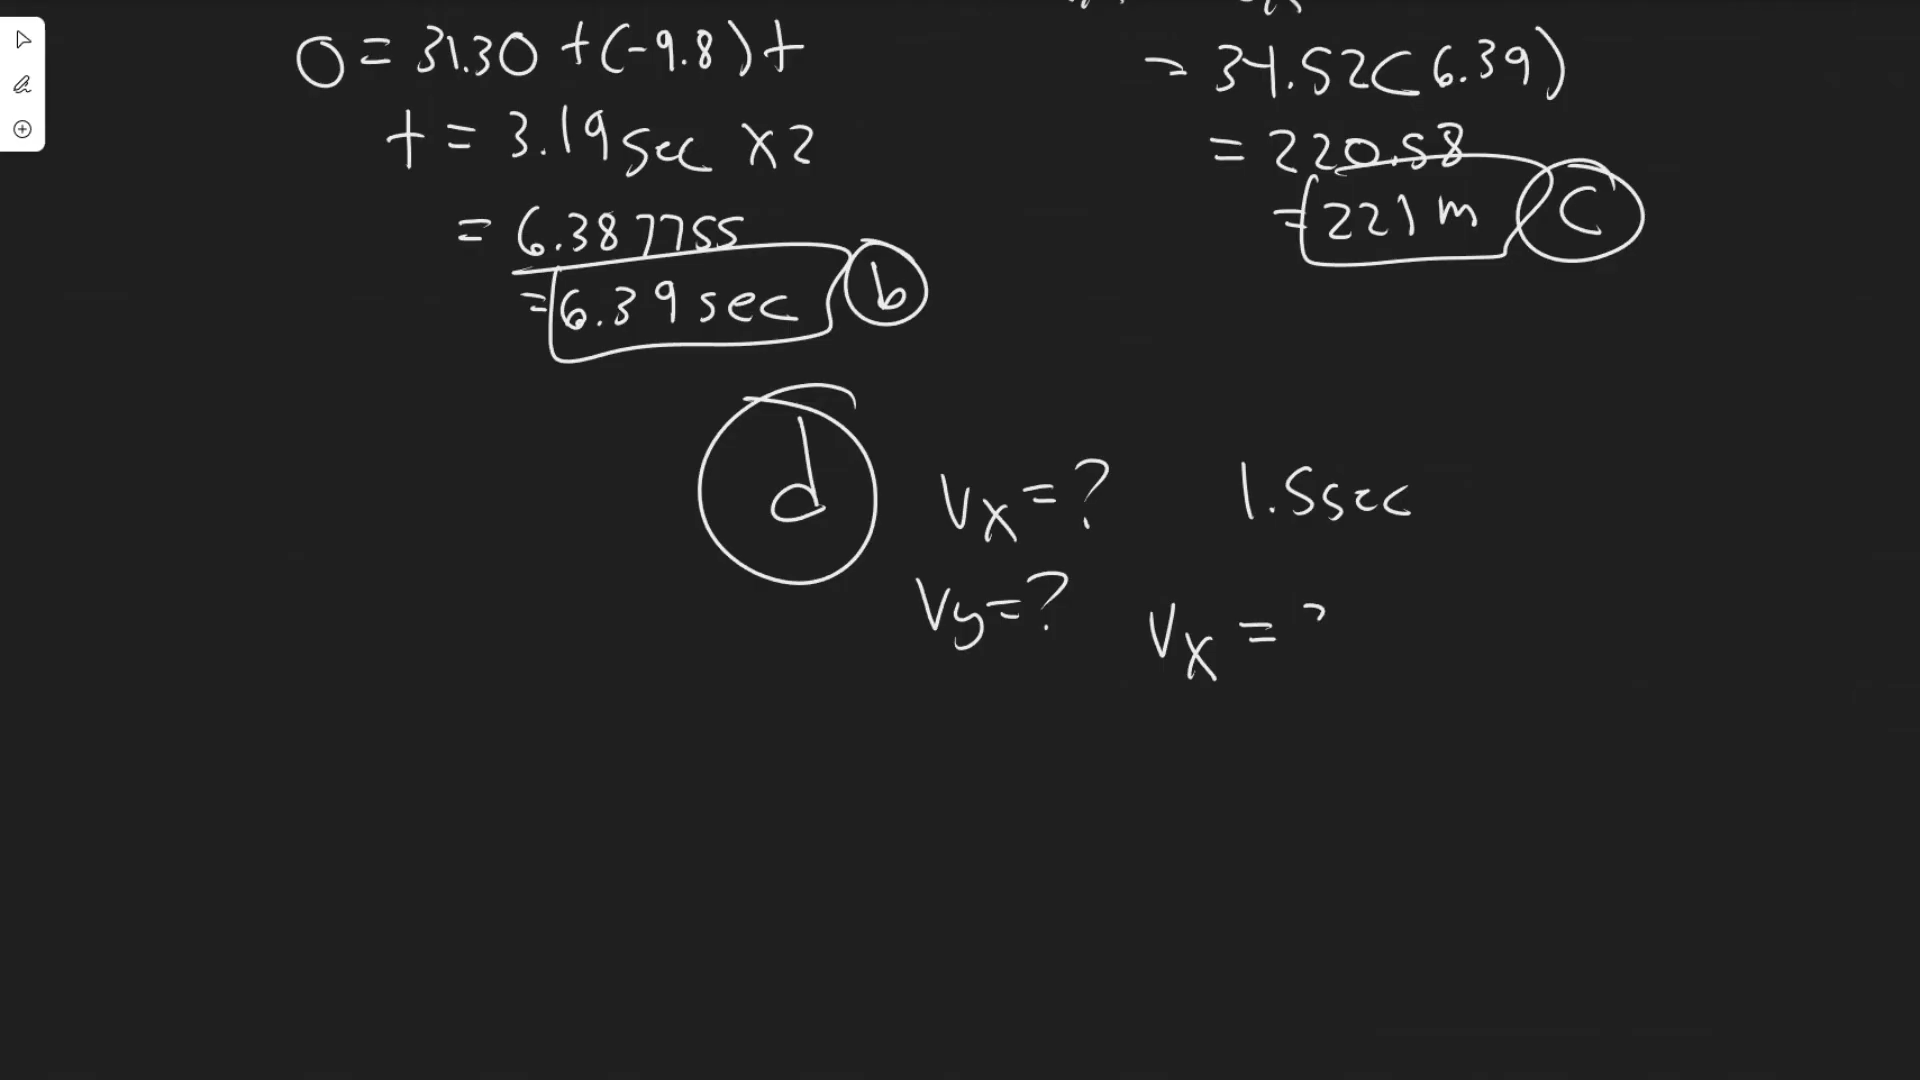 0 = 31.30 + (-9.8)t
t = 3.19 sec x2
= 6.387755
= 6.39 sec b
= 34.52(6.39)
= 220.58
= 221 m c
d
Vx = ? 1.5 sec
Vy = ? Vx =